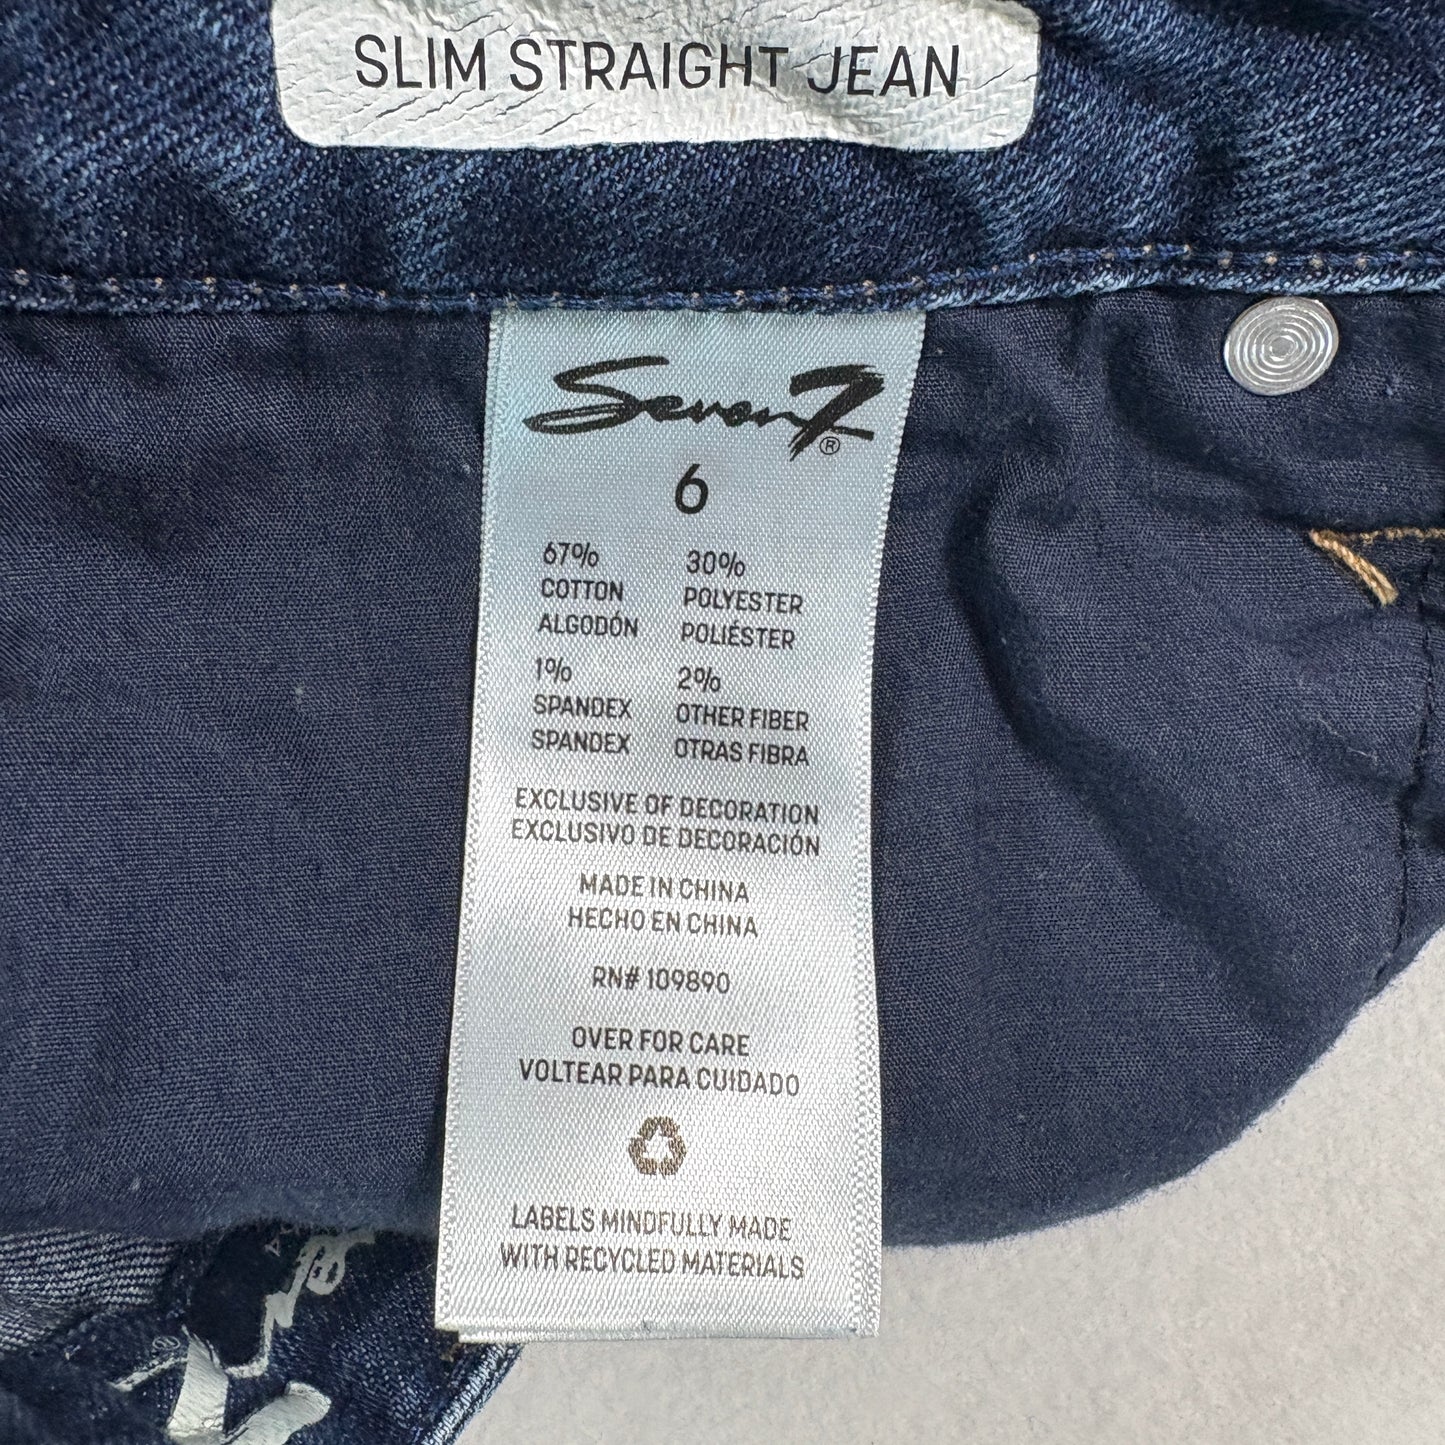 SLIM STRAIGHT JEAN
Seven7®
6
67% 30%
COTTON POLYESTER
ALGODÓN POLIÉSTER
1% 2%
SPANDEX OTHER FIBER
SPANDEX OTRAS FIBRA
EXCLUSIVE OF DECORATION
EXCLUSIVO DE DECORACIÓN
MADE IN CHINA
HECHO EN CHINA
RN# 109890
OVER FOR CARE
VOLTEAR PARA CUIDADO
LABELS MINDFULLY MADE
WITH RECYCLED MATERIALS